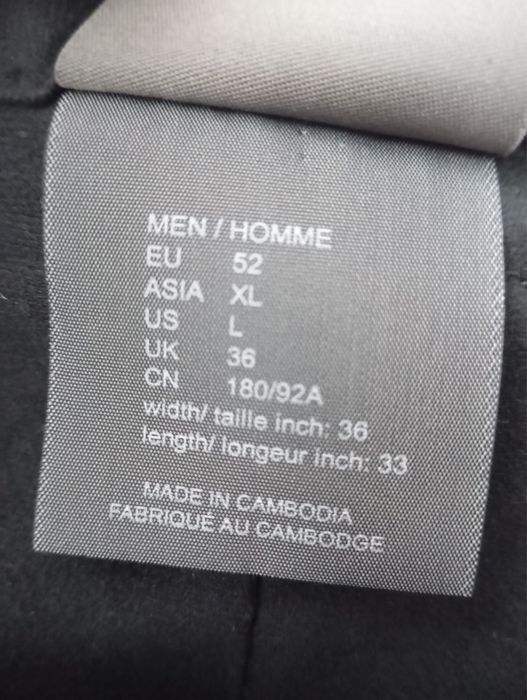 MEN / HOMME
EU 52
ASIA XL
US L
UK 36
CN 180/92A
width/ taille inch: 36
length/ longeur inch: 33
MADE IN CAMBODIA
FABRIQUÉ AU CAMBODGE